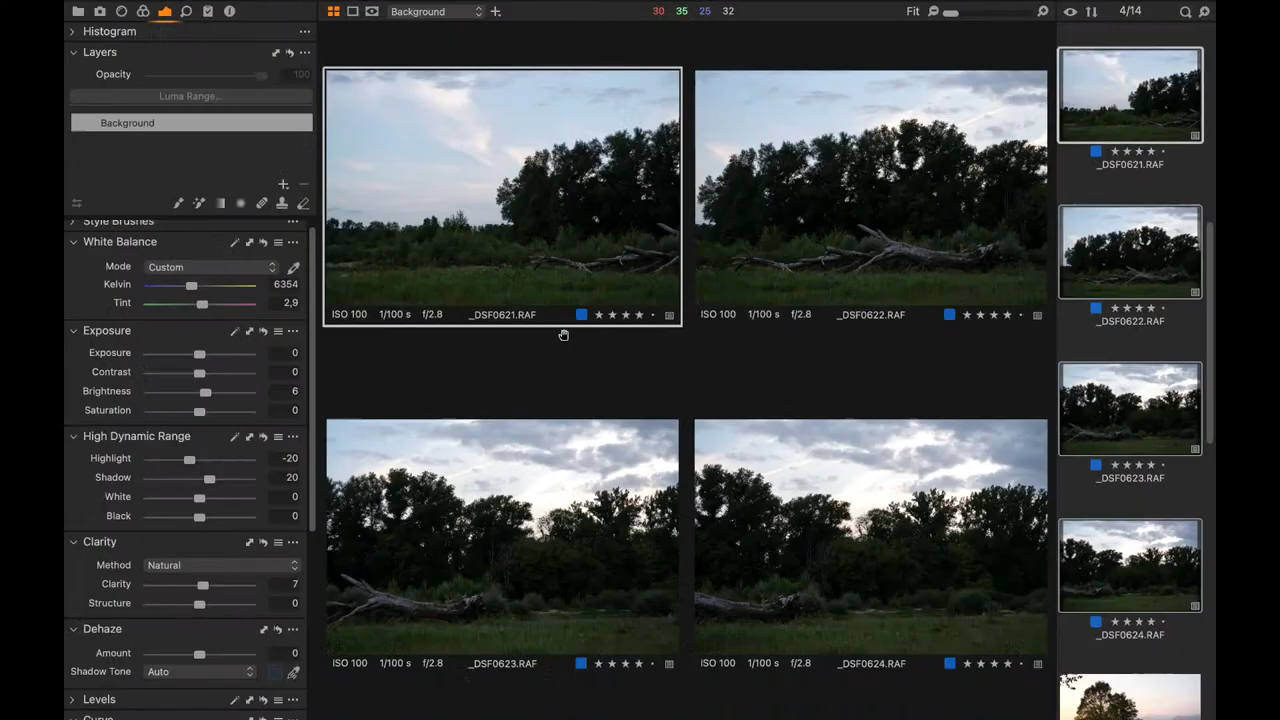 Background
30 35 25 32
Fit
4/14
Histogram
Layers
Opacity 100
Luma Range...
Background
Style Brushes
White Balance
Mode Custom
Kelvin 6354
Tint 2,9
Exposure
Exposure 0
Contrast 0
Brightness 6
Saturation 0
High Dynamic Range
Highlight -20
Shadow 20
White 0
Black 0
Clarity
Method Natural
Clarity 7
Structure 0
Dehaze
Amount 0
Shadow Tone Auto
Levels
Curve
ISO 100 1/100 s f/2.8 _DSF0621.RAF
ISO 100 1/100 s f/2.8 _DSF0622.RAF
ISO 100 1/100 s f/2.8 _DSF0623.RAF
ISO 100 1/100 s f/2.8 _DSF0624.RAF
_DSF0621.RAF
_DSF0622.RAF
_DSF0623.RAF
_DSF0624.RAF